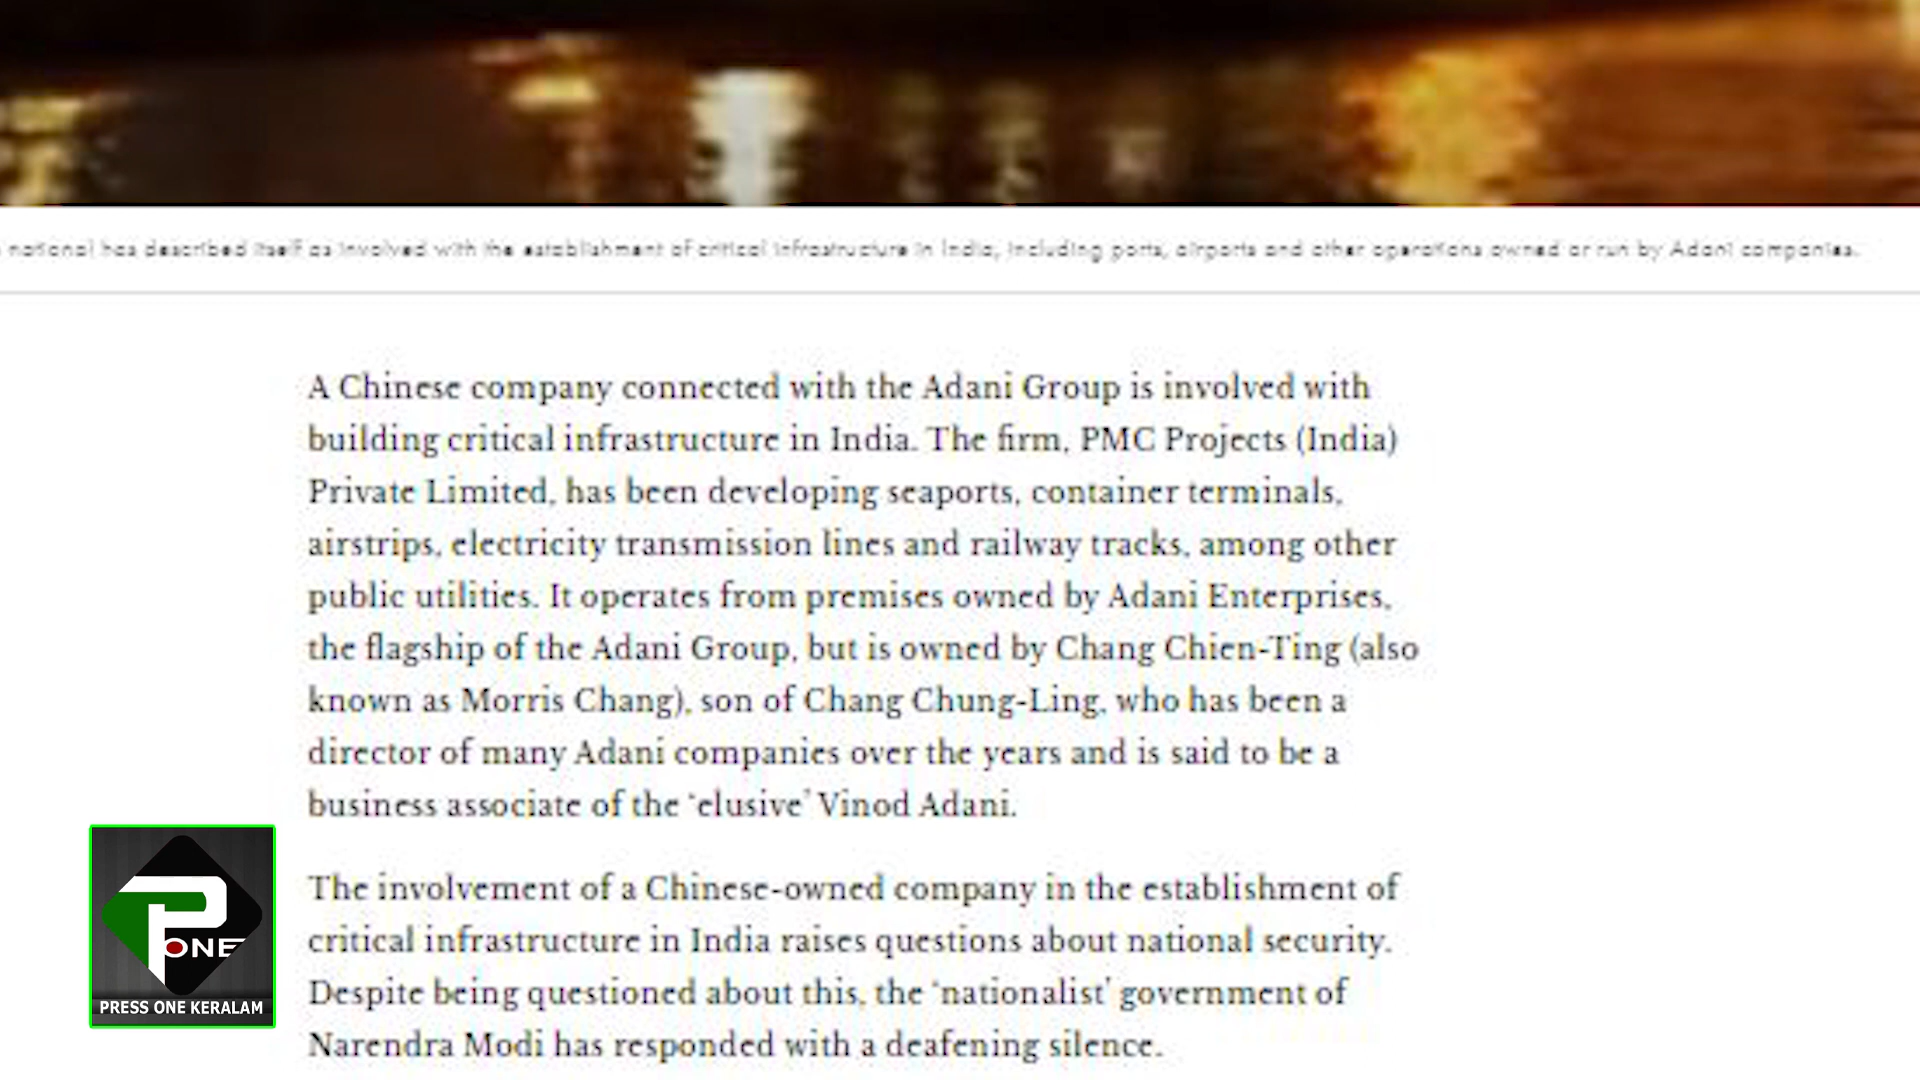 national has described itself as involved with the establishment of critical infrastructure in India, including ports, airports and other operations owned or run by Adani companies.
A Chinese company connected with the Adani Group is involved with
building critical infrastructure in India. The firm, PMC Projects (India)
Private Limited, has been developing seaports, container terminals,
airstrips, electricity transmission lines and railway tracks, among other
public utilities. It operates from premises owned by Adani Enterprises,
the flagship of the Adani Group, but is owned by Chang Chien-Ting (also
known as Morris Chang), son of Chang Chung-Ling, who has been a
director of many Adani companies over the years and is said to be a
business associate of the ‘elusive’ Vinod Adani.
The involvement of a Chinese-owned company in the establishment of
critical infrastructure in India raises questions about national security.
Despite being questioned about this, the ‘nationalist’ government of
Narendra Modi has responded with a deafening silence.
P ONE
PRESS ONE KERALAM